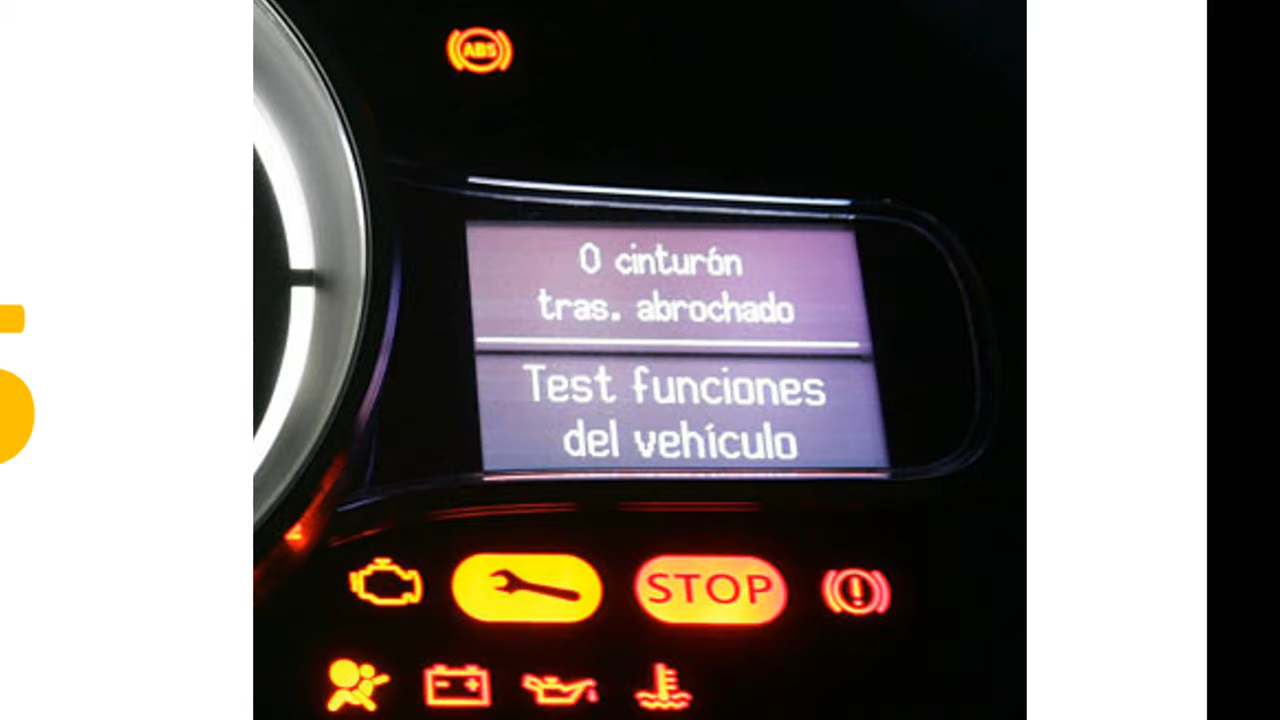 ABS
0 cinturón
tras. abrochado
Test funciones
del vehículo
STOP